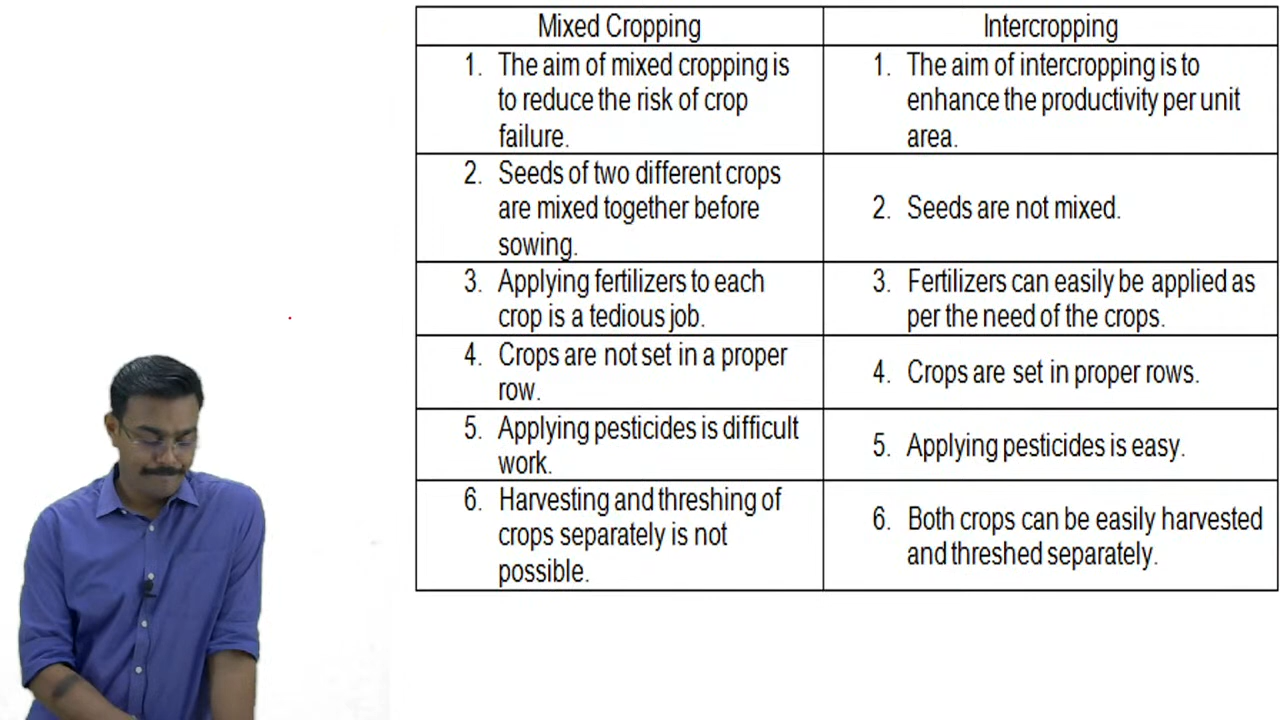 Mixed Cropping
Intercropping
1. The aim of mixed cropping is
to reduce the risk of crop
failure.
1. The aim of intercropping is to
enhance the productivity per unit
area.
2. Seeds of two different crops
are mixed together before
sowing.
2. Seeds are not mixed.
3. Applying fertilizers to each
crop is a tedious job.
3. Fertilizers can easily be applied as
per the need of the crops.
4. Crops are not set in a proper
row.
4. Crops are set in proper rows.
5. Applying pesticides is difficult
work.
5. Applying pesticides is easy.
6. Harvesting and threshing of
crops separately is not
possible.
6. Both crops can be easily harvested
and threshed separately.